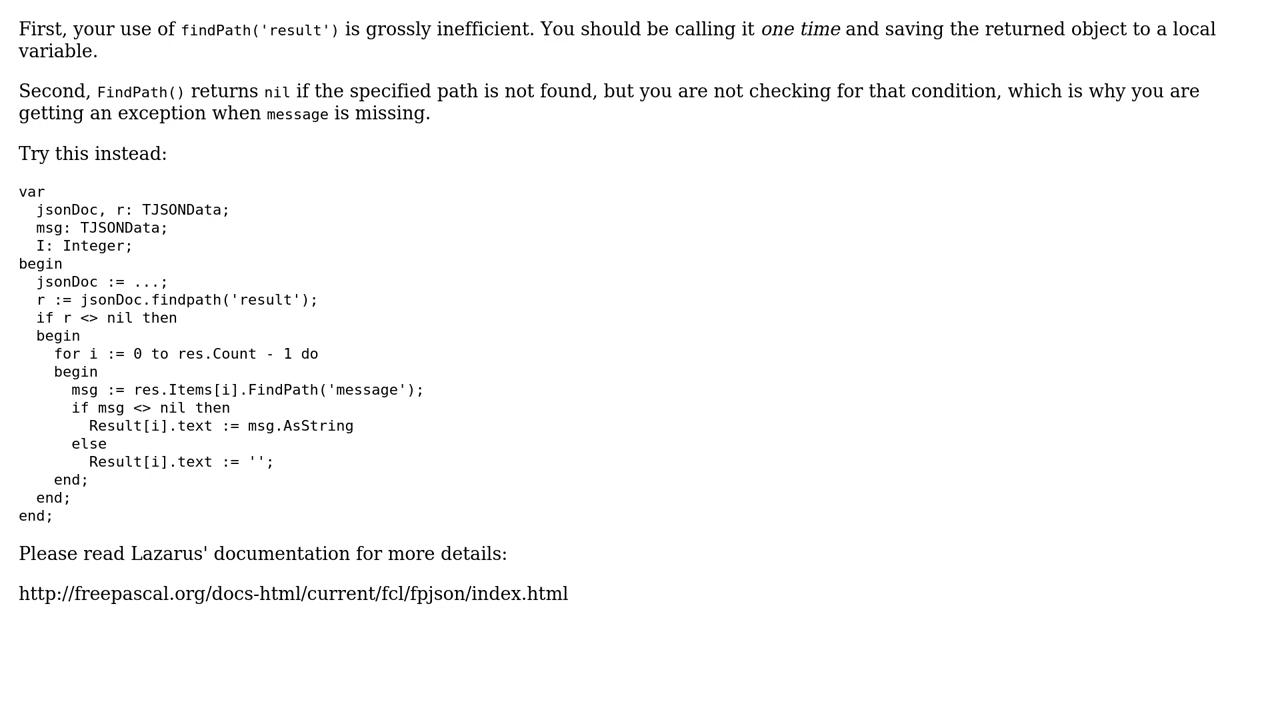 First, your use of findPath('result') is grossly inefficient. You should be calling it one time and saving the returned object to a local
variable.
Second, FindPath() returns nil if the specified path is not found, but you are not checking for that condition, which is why you are
getting an exception when message is missing.
Try this instead:
var
  jsonDoc, r: TJSONData;
  msg: TJSONData;
  I: Integer;
begin
  jsonDoc := ...;
  r := jsonDoc.findpath('result');
  if r <> nil then
  begin
    for i := 0 to res.Count - 1 do
    begin
      msg := res.Items[i].FindPath('message');
      if msg <> nil then
        Result[i].text := msg.AsString
      else
        Result[i].text := '';
    end;
  end;
end;
Please read Lazarus' documentation for more details:
http://freepascal.org/docs-html/current/fcl/fpjson/index.html